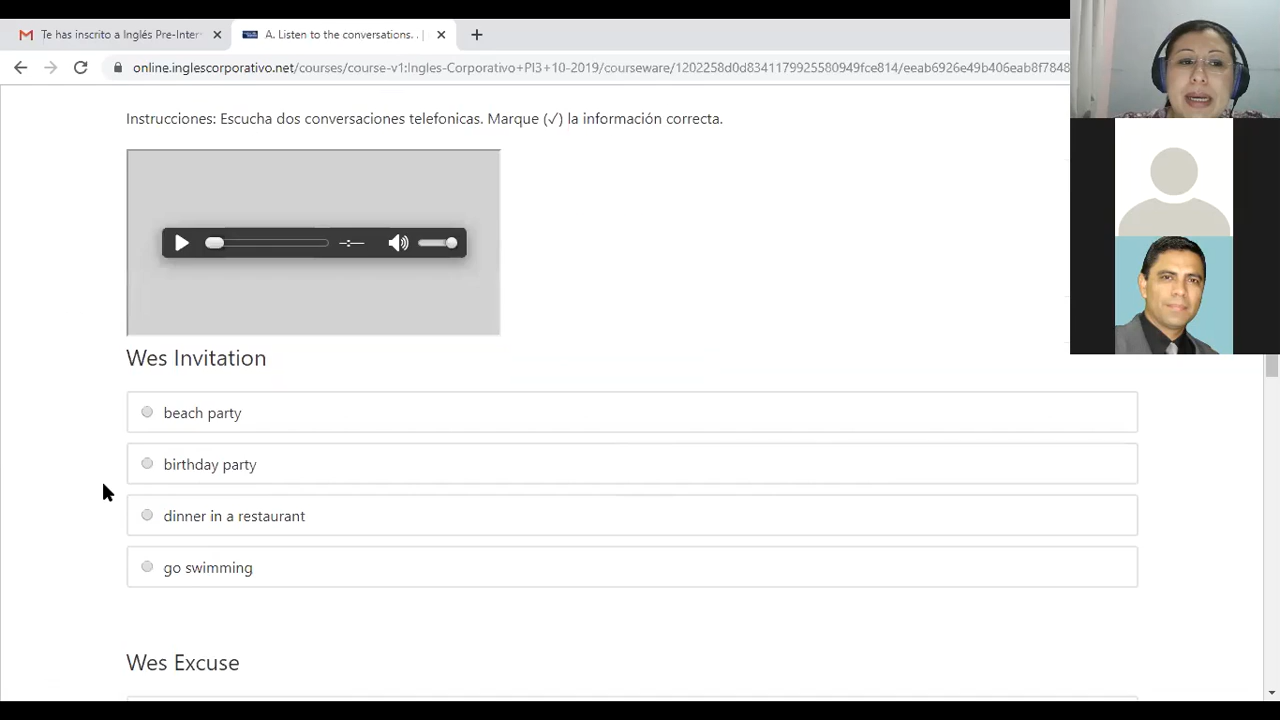 Te has inscrito a Inglés Pre-Inter
A. Listen to the conversations. .
online.inglescorporativo.net/courses/course-v1:Ingles-Corporativo+PI3+10-2019/courseware/1202258d0d8341179925580949fce814/eeab6926e49b406eab8f7848
Instrucciones: Escucha dos conversaciones telefonicas. Marque (√) la información correcta.
-:-
Wes Invitation
beach party
birthday party
dinner in a restaurant
go swimming
Wes Excuse